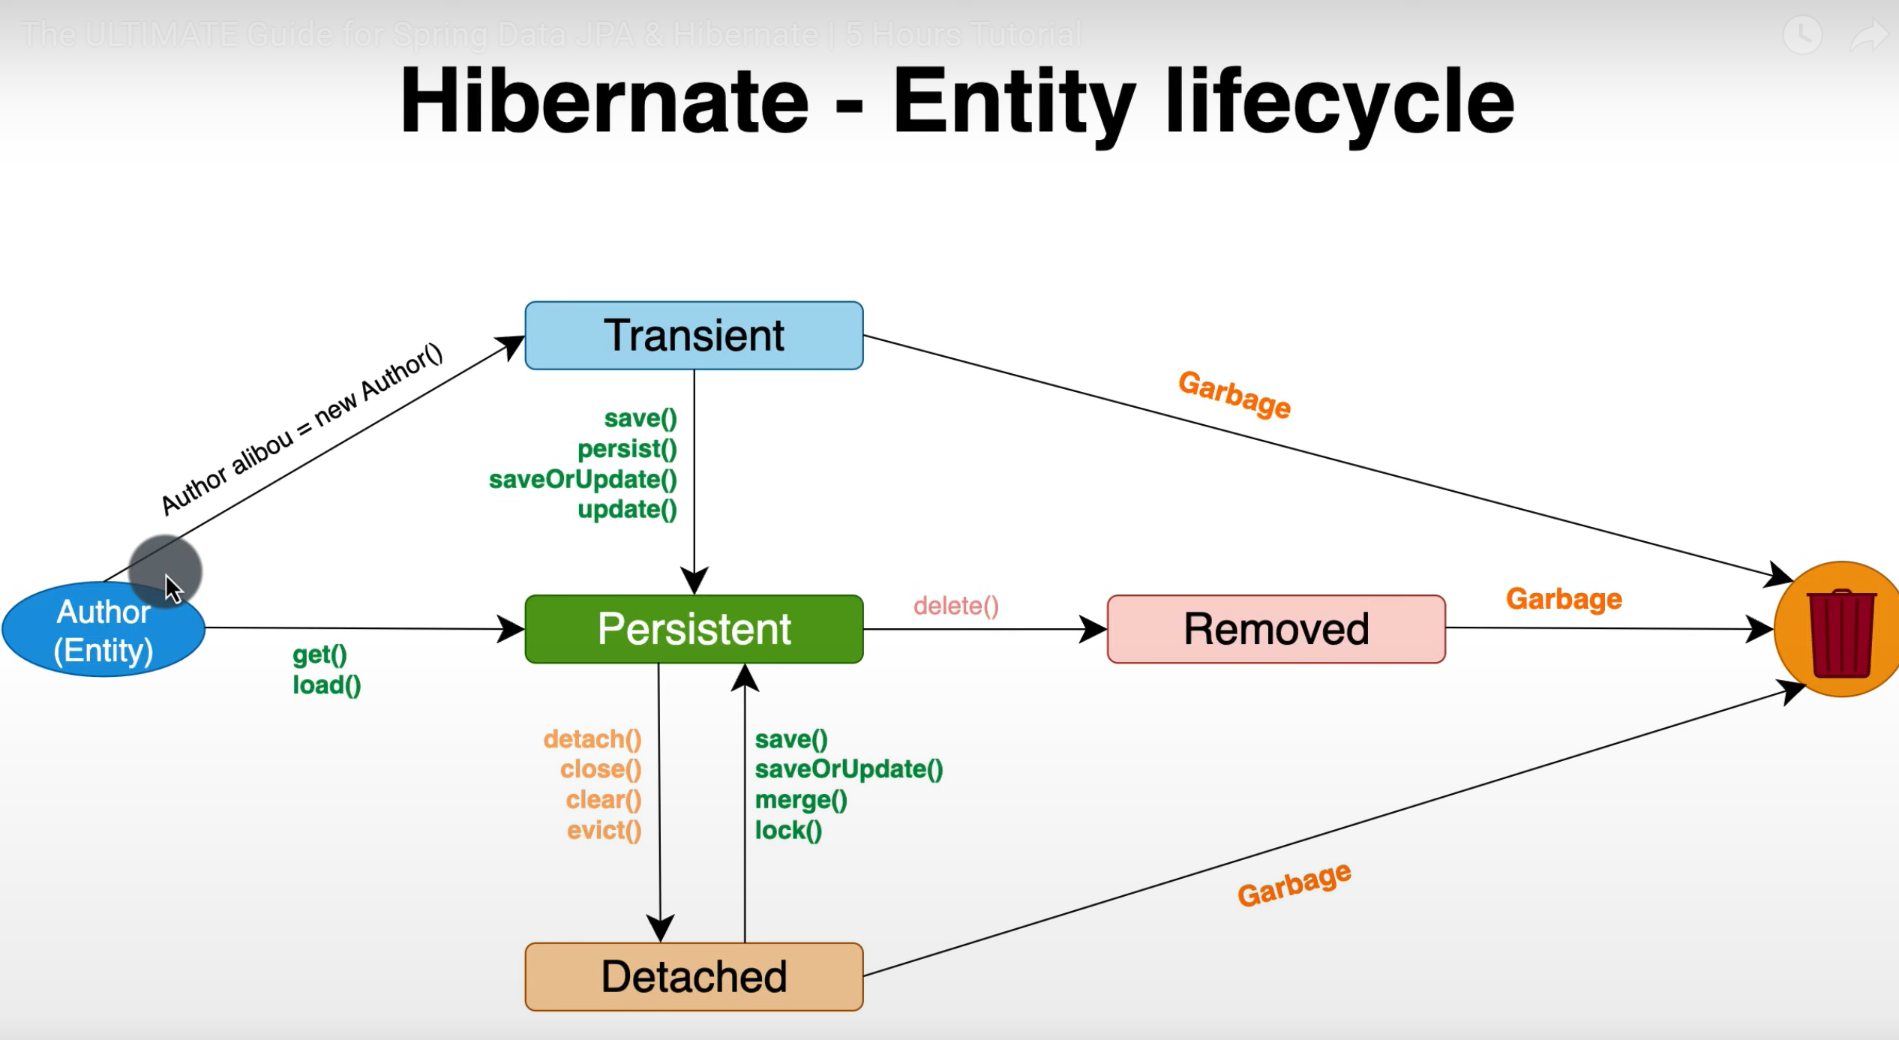 The ULTIMATE Guide for Spring Data JPA & Hibernate | 5 Hours Tutorial
Hibernate - Entity lifecycle
Transient
Author alibou = new Author()
Garbage
save()
persist()
saveOrUpdate()
update()
Author
(Entity)
get()
load()
Persistent
delete()
Removed
Garbage
detach()
close()
clear()
evict()
save()
saveOrUpdate()
merge()
lock()
Garbage
Detached